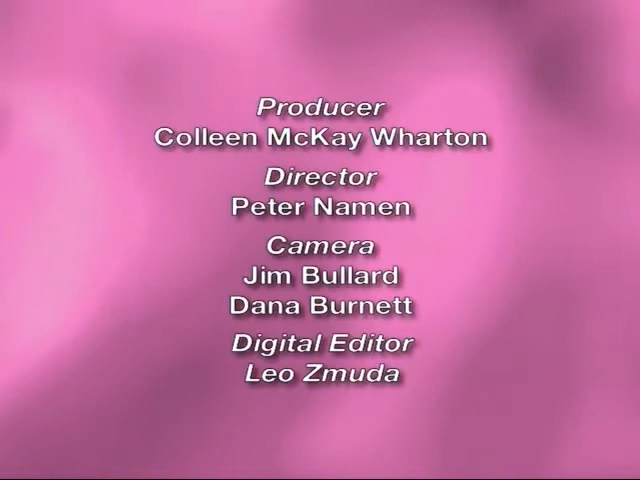 Producer
Colleen McKay Wharton
Director
Peter Namen
Camera
Jim Bullard
Dana Burnett
Digital Editor
Leo Zmuda